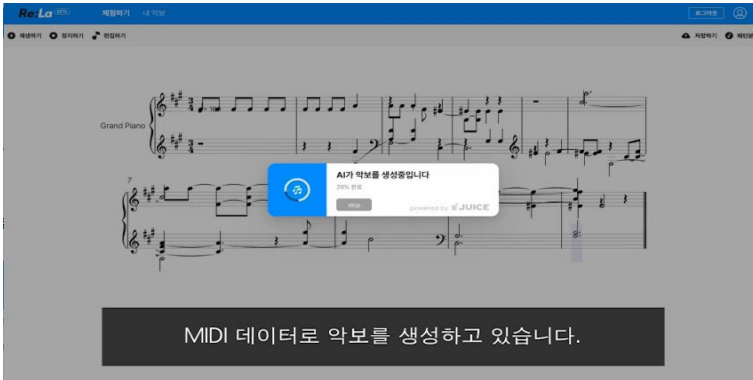 Re:La BETA 체험하기 내 악보 로그아웃
재생하기 정지하기 편집하기 저장하기
Grand Piano
7
AI가 악보를 생성중입니다
28% 완료
powered by JUICE
MIDI 데이터로 악보를 생성하고 있습니다.